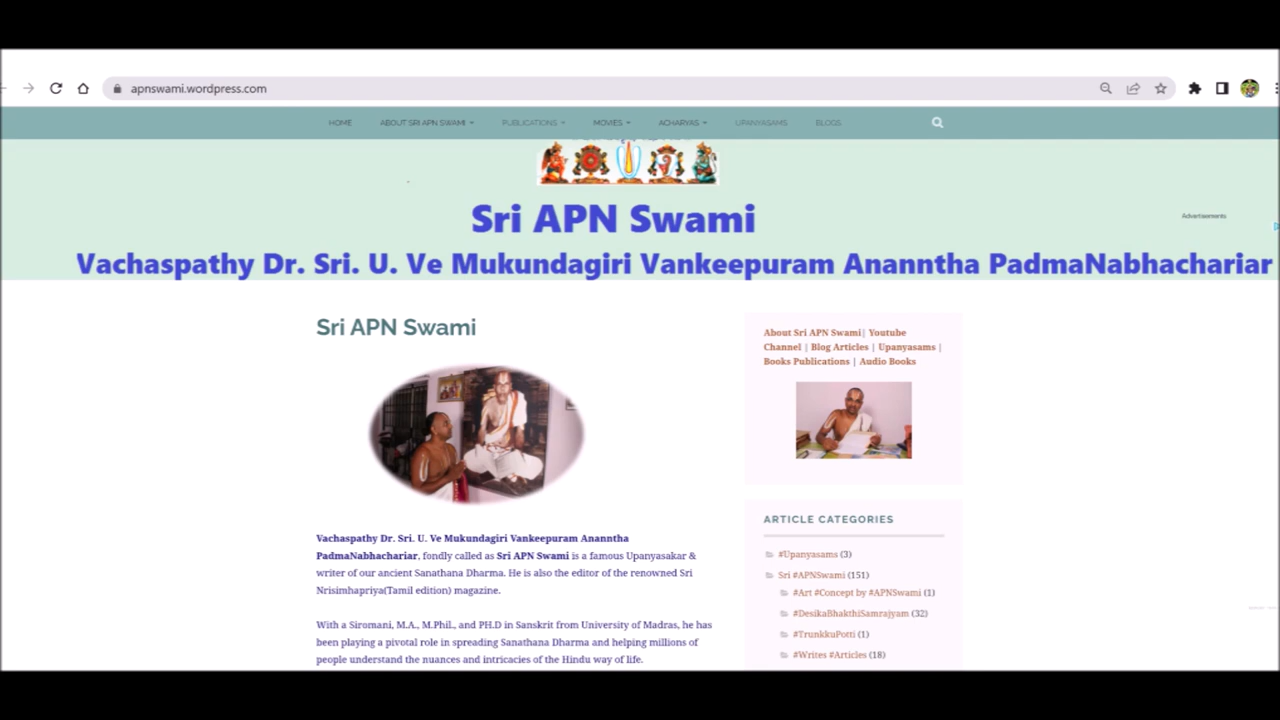 apnswami.wordpress.com
HOME ABOUT SRI APN SWAMI PUBLICATIONS MOVIES ACHARYAS UPANYASAMS BLOGS
Sri APN Swami
Advertisements
Vachaspathy Dr. Sri. U. Ve Mukundagiri Vankeepuram Ananntha PadmaNabhachariar
Sri APN Swami
Vachaspathy Dr. Sri. U. Ve Mukundagiri Vankeepuram Ananntha
PadmaNabhachariar, fondly called as Sri APN Swami is a famous Upanyasakar &
writer of our ancient Sanathana Dharma. He is also the editor of the renowned Sri
Nrisimhapriya(Tamil edition) magazine.
With a Siromani, M.A., M.Phil., and PH.D in Sanskrit from University of Madras, he has
been playing a pivotal role in spreading Sanathana Dharma and helping millions of
people understand the nuances and intricacies of the Hindu way of life.
About Sri APN Swami| Youtube
Channel | Blog Articles | Upanyasams |
Books Publications | Audio Books
ARTICLE CATEGORIES
#Upanyasams (3)
Sri #APNSwami (151)
#Art #Concept by #APNSwami (1)
#DesikaBhakthiSamrajyam (32)
#TrunkkuPotti (1)
#Writes #Articles (18)